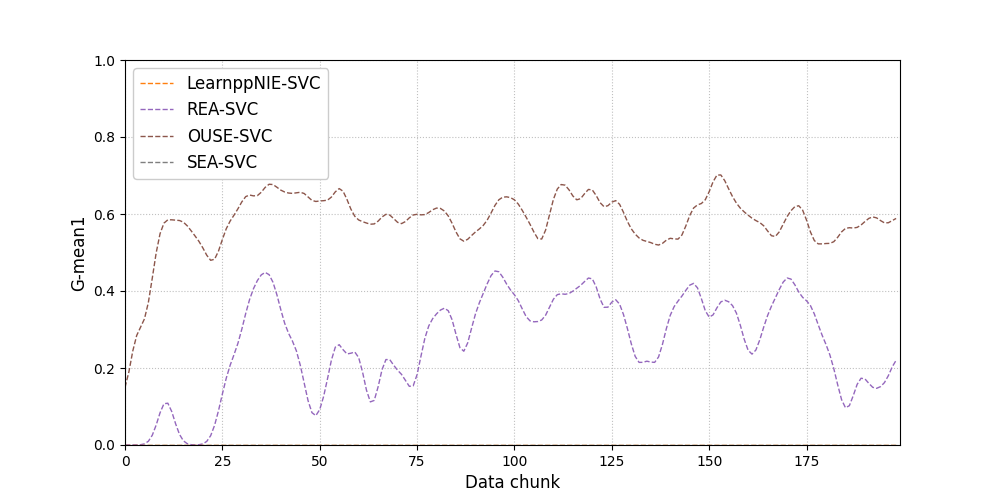 LearnppNIE-SVC
REA-SVC
OUSE-SVC
SEA-SVC
G-mean1
1.0
0.8
0.6
0.4
0.2
0.0
0 25 50 75 100 125 150 175
Data chunk